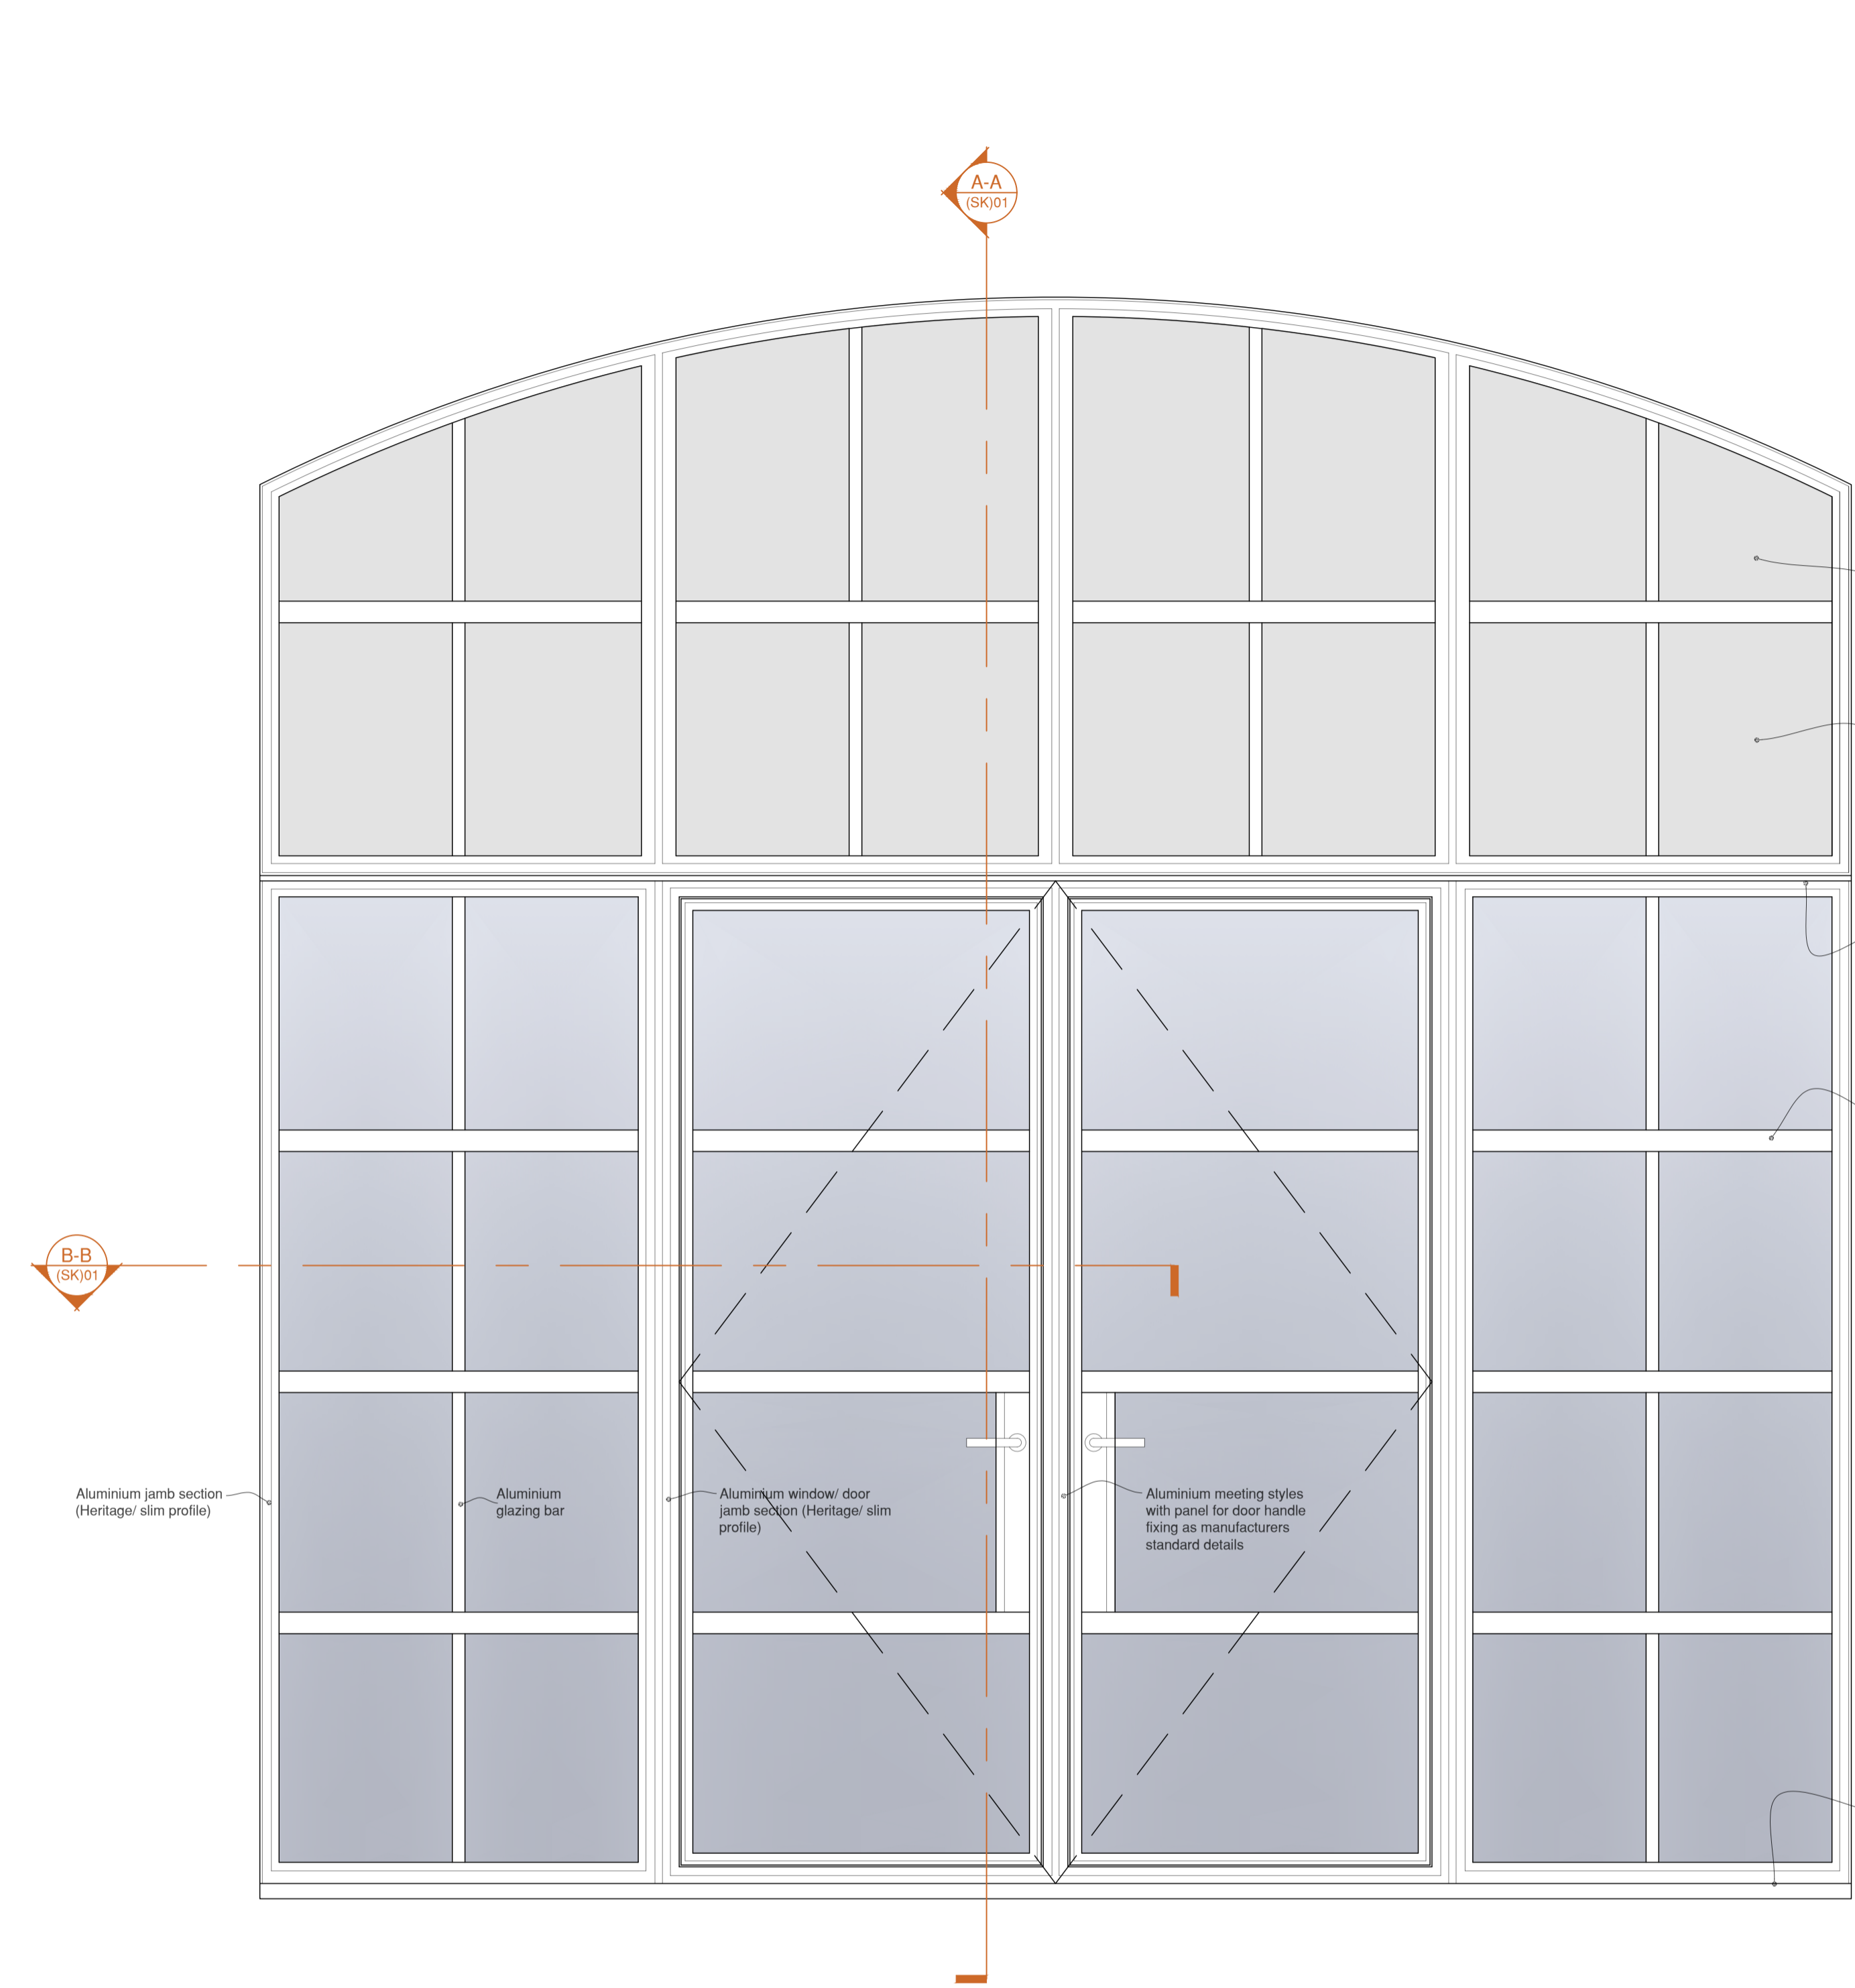 A-A
(SK)01
B-B
(SK)01
Aluminium jamb section
(Heritage/ slim profile)
Aluminium
glazing bar
Aluminium window/ door
jamb section (Heritage/ slim
profile)
Aluminium meeting styles
with panel for door handle
fixing as manufacturers
standard details